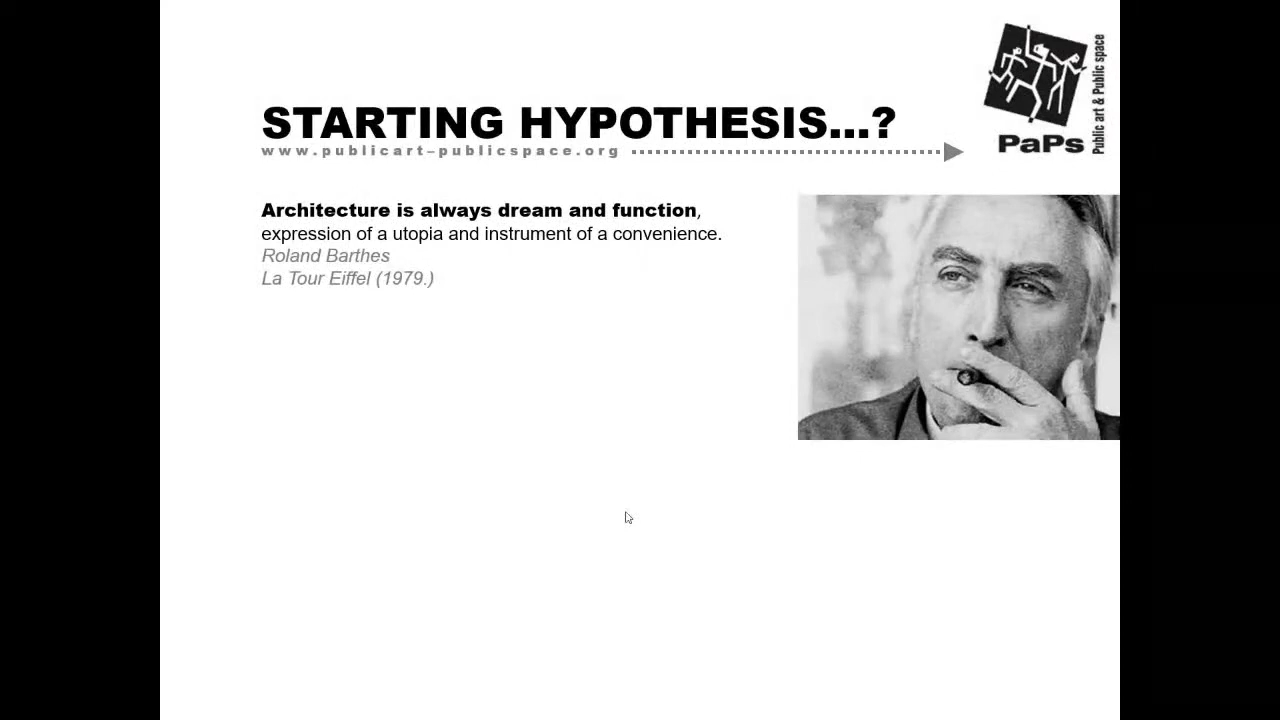 STARTING HYPOTHESIS...?
www.publicart–publicspace.org
PaPs
Public art & Public space
Architecture is always dream and function,
expression of a utopia and instrument of a convenience.
Roland Barthes
La Tour Eiffel (1979.)